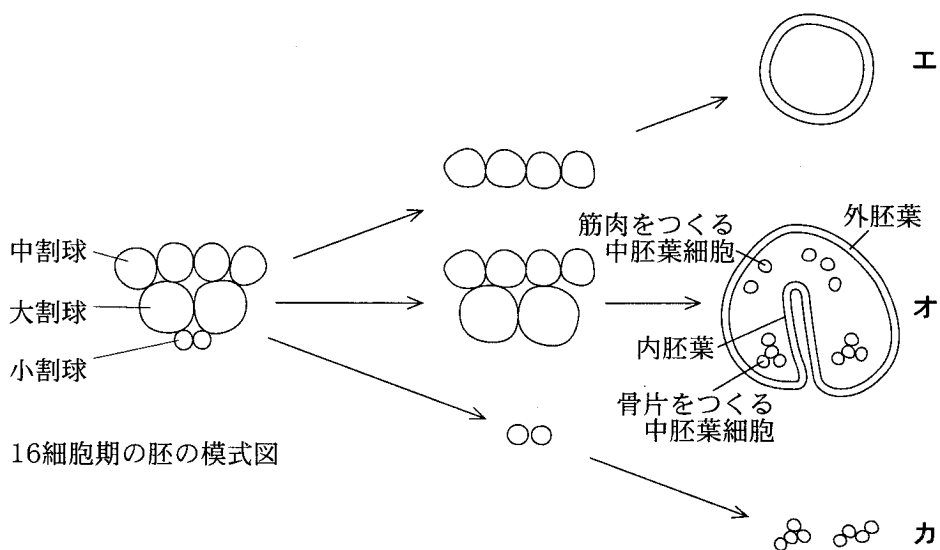 エ
中割球
大割球
小割球
筋肉をつくる
中胚葉細胞
外胚葉
オ
内胚葉
骨片をつくる
中胚葉細胞
16細胞期の胚の模式図
カ